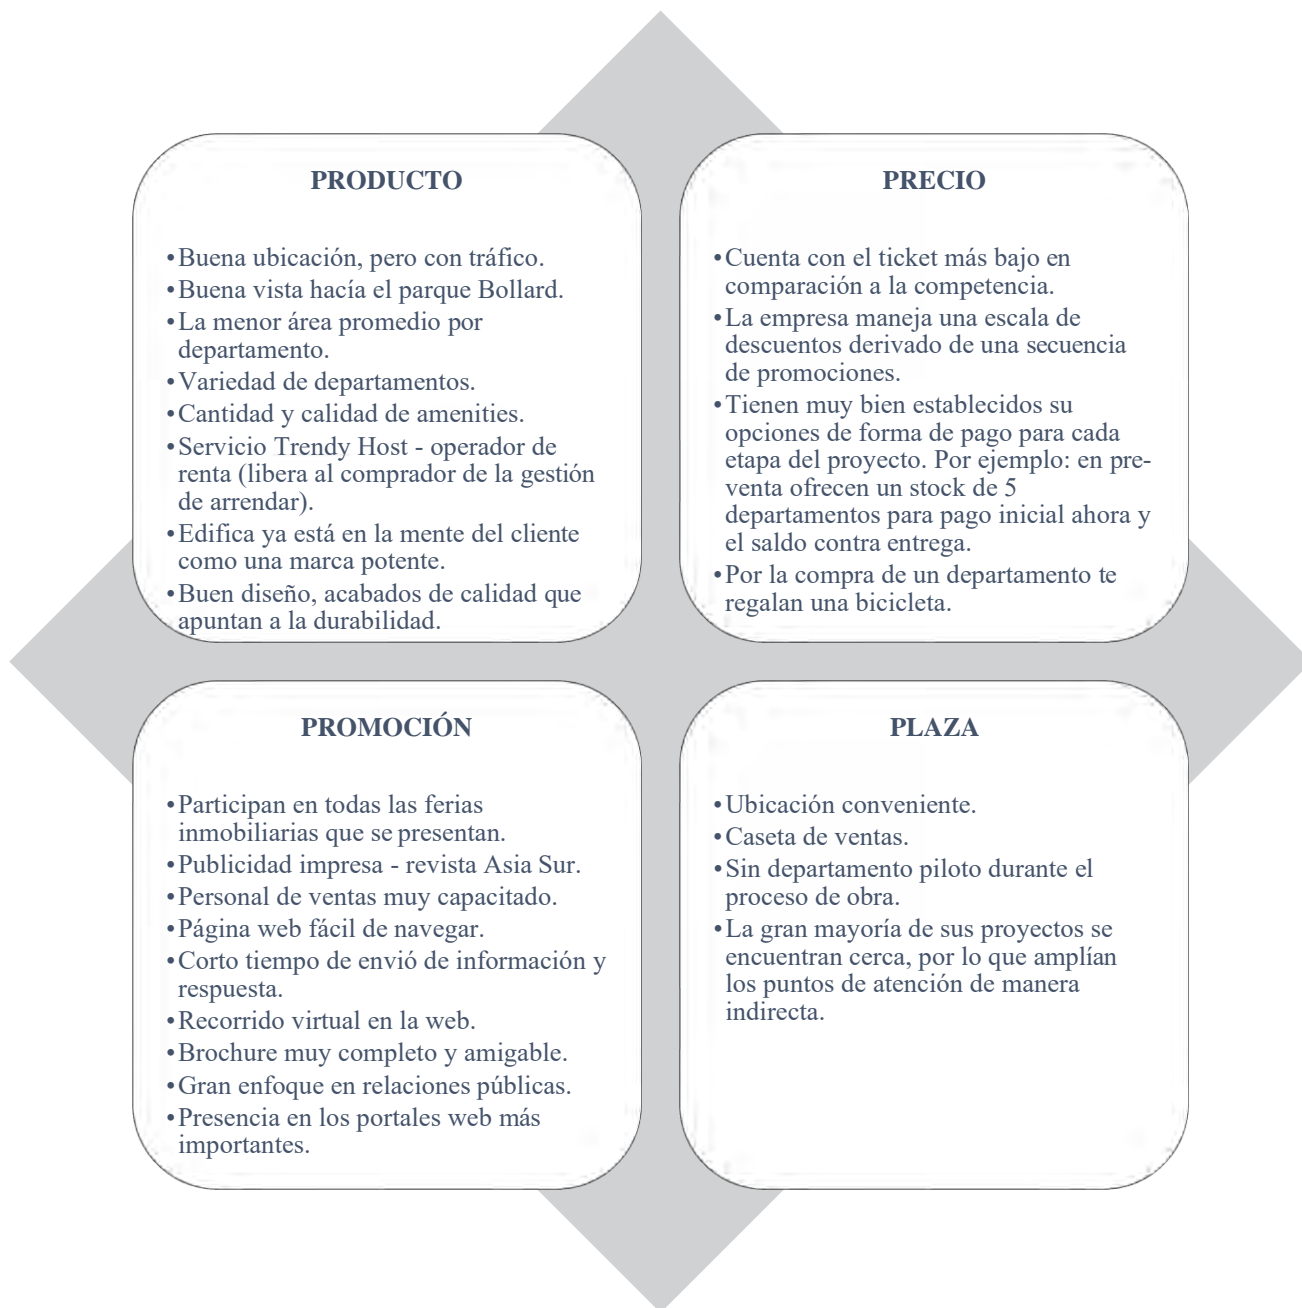 PRODUCTO
•Buena ubicación, pero con tráfico.
•Buena vista hacía el parque Bollard.
•La menor área promedio por
departamento.
•Variedad de departamentos.
•Cantidad y calidad de amenities.
•Servicio Trendy Host - operador de
renta (libera al comprador de la gestión
de arrendar).
•Edifica ya está en la mente del cliente
como una marca potente.
•Buen diseño, acabados de calidad que
apuntan a la durabilidad.
PRECIO
•Cuenta con el ticket más bajo en
comparación a la competencia.
•La empresa maneja una escala de
descuentos derivado de una secuencia
de promociones.
•Tienen muy bien establecidos su
opciones de forma de pago para cada
etapa del proyecto. Por ejemplo: en pre-
venta ofrecen un stock de 5
departamentos para pago inicial ahora y
el saldo contra entrega.
•Por la compra de un departamento te
regalan una bicicleta.
PROMOCIÓN
•Participan en todas las ferias
inmobiliarias que se presentan.
•Publicidad impresa - revista Asia Sur.
•Personal de ventas muy capacitado.
•Página web fácil de navegar.
•Corto tiempo de envió de información y
respuesta.
•Recorrido virtual en la web.
•Brochure muy completo y amigable.
•Gran enfoque en relaciones públicas.
•Presencia en los portales web más
importantes.
PLAZA
•Ubicación conveniente.
•Caseta de ventas.
•Sin departamento piloto durante el
proceso de obra.
•La gran mayoría de sus proyectos se
encuentran cerca, por lo que amplían
los puntos de atención de manera
indirecta.